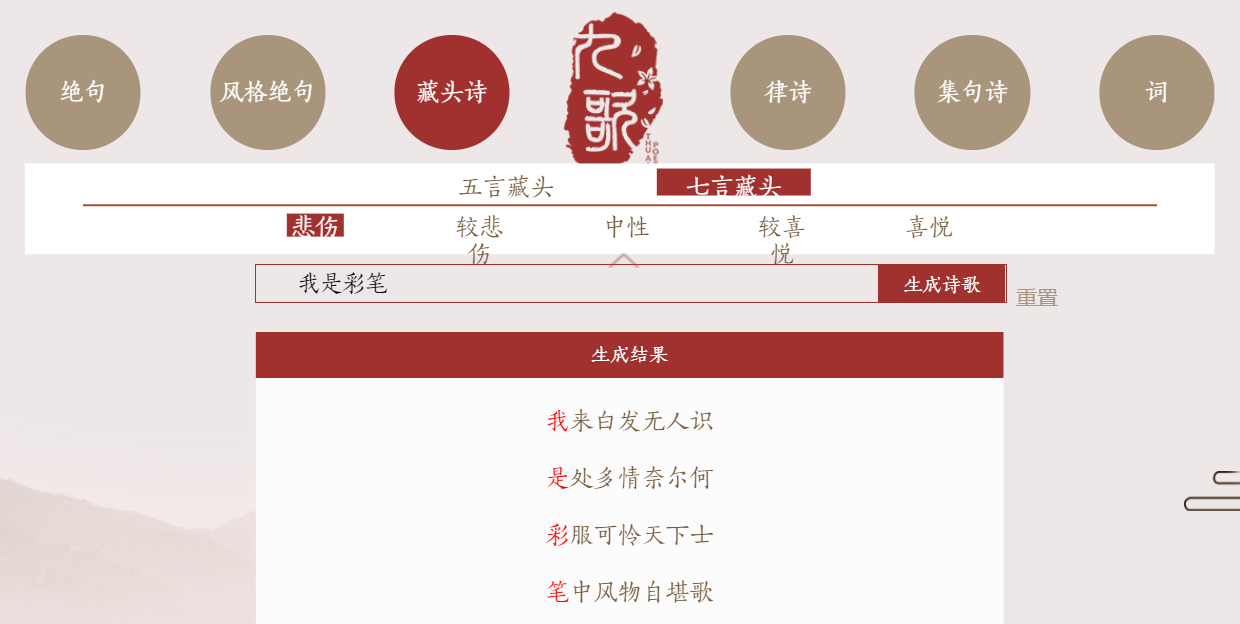 绝句
风格绝句
藏头诗
九歌
律诗
集句诗
词
五言藏头
七言藏头
悲伤
较悲
伤
中性
较喜
悦
喜悦
我是彩笔
生成诗歌
重置
生成结果
我来白发无人识
是处多情奈尔何
彩服可怜天下士
笔中风物自堪歌